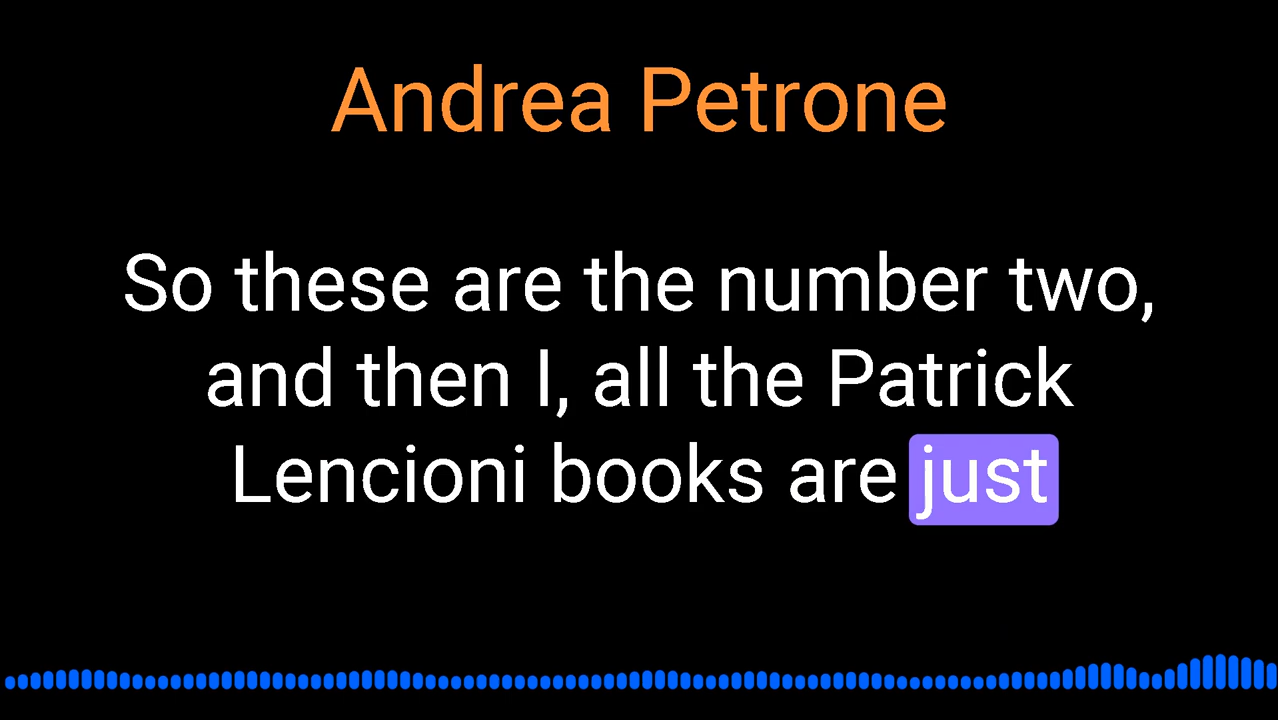 Andrea Petrone
So these are the number two,
and then I, all the Patrick
Lencioni books are just